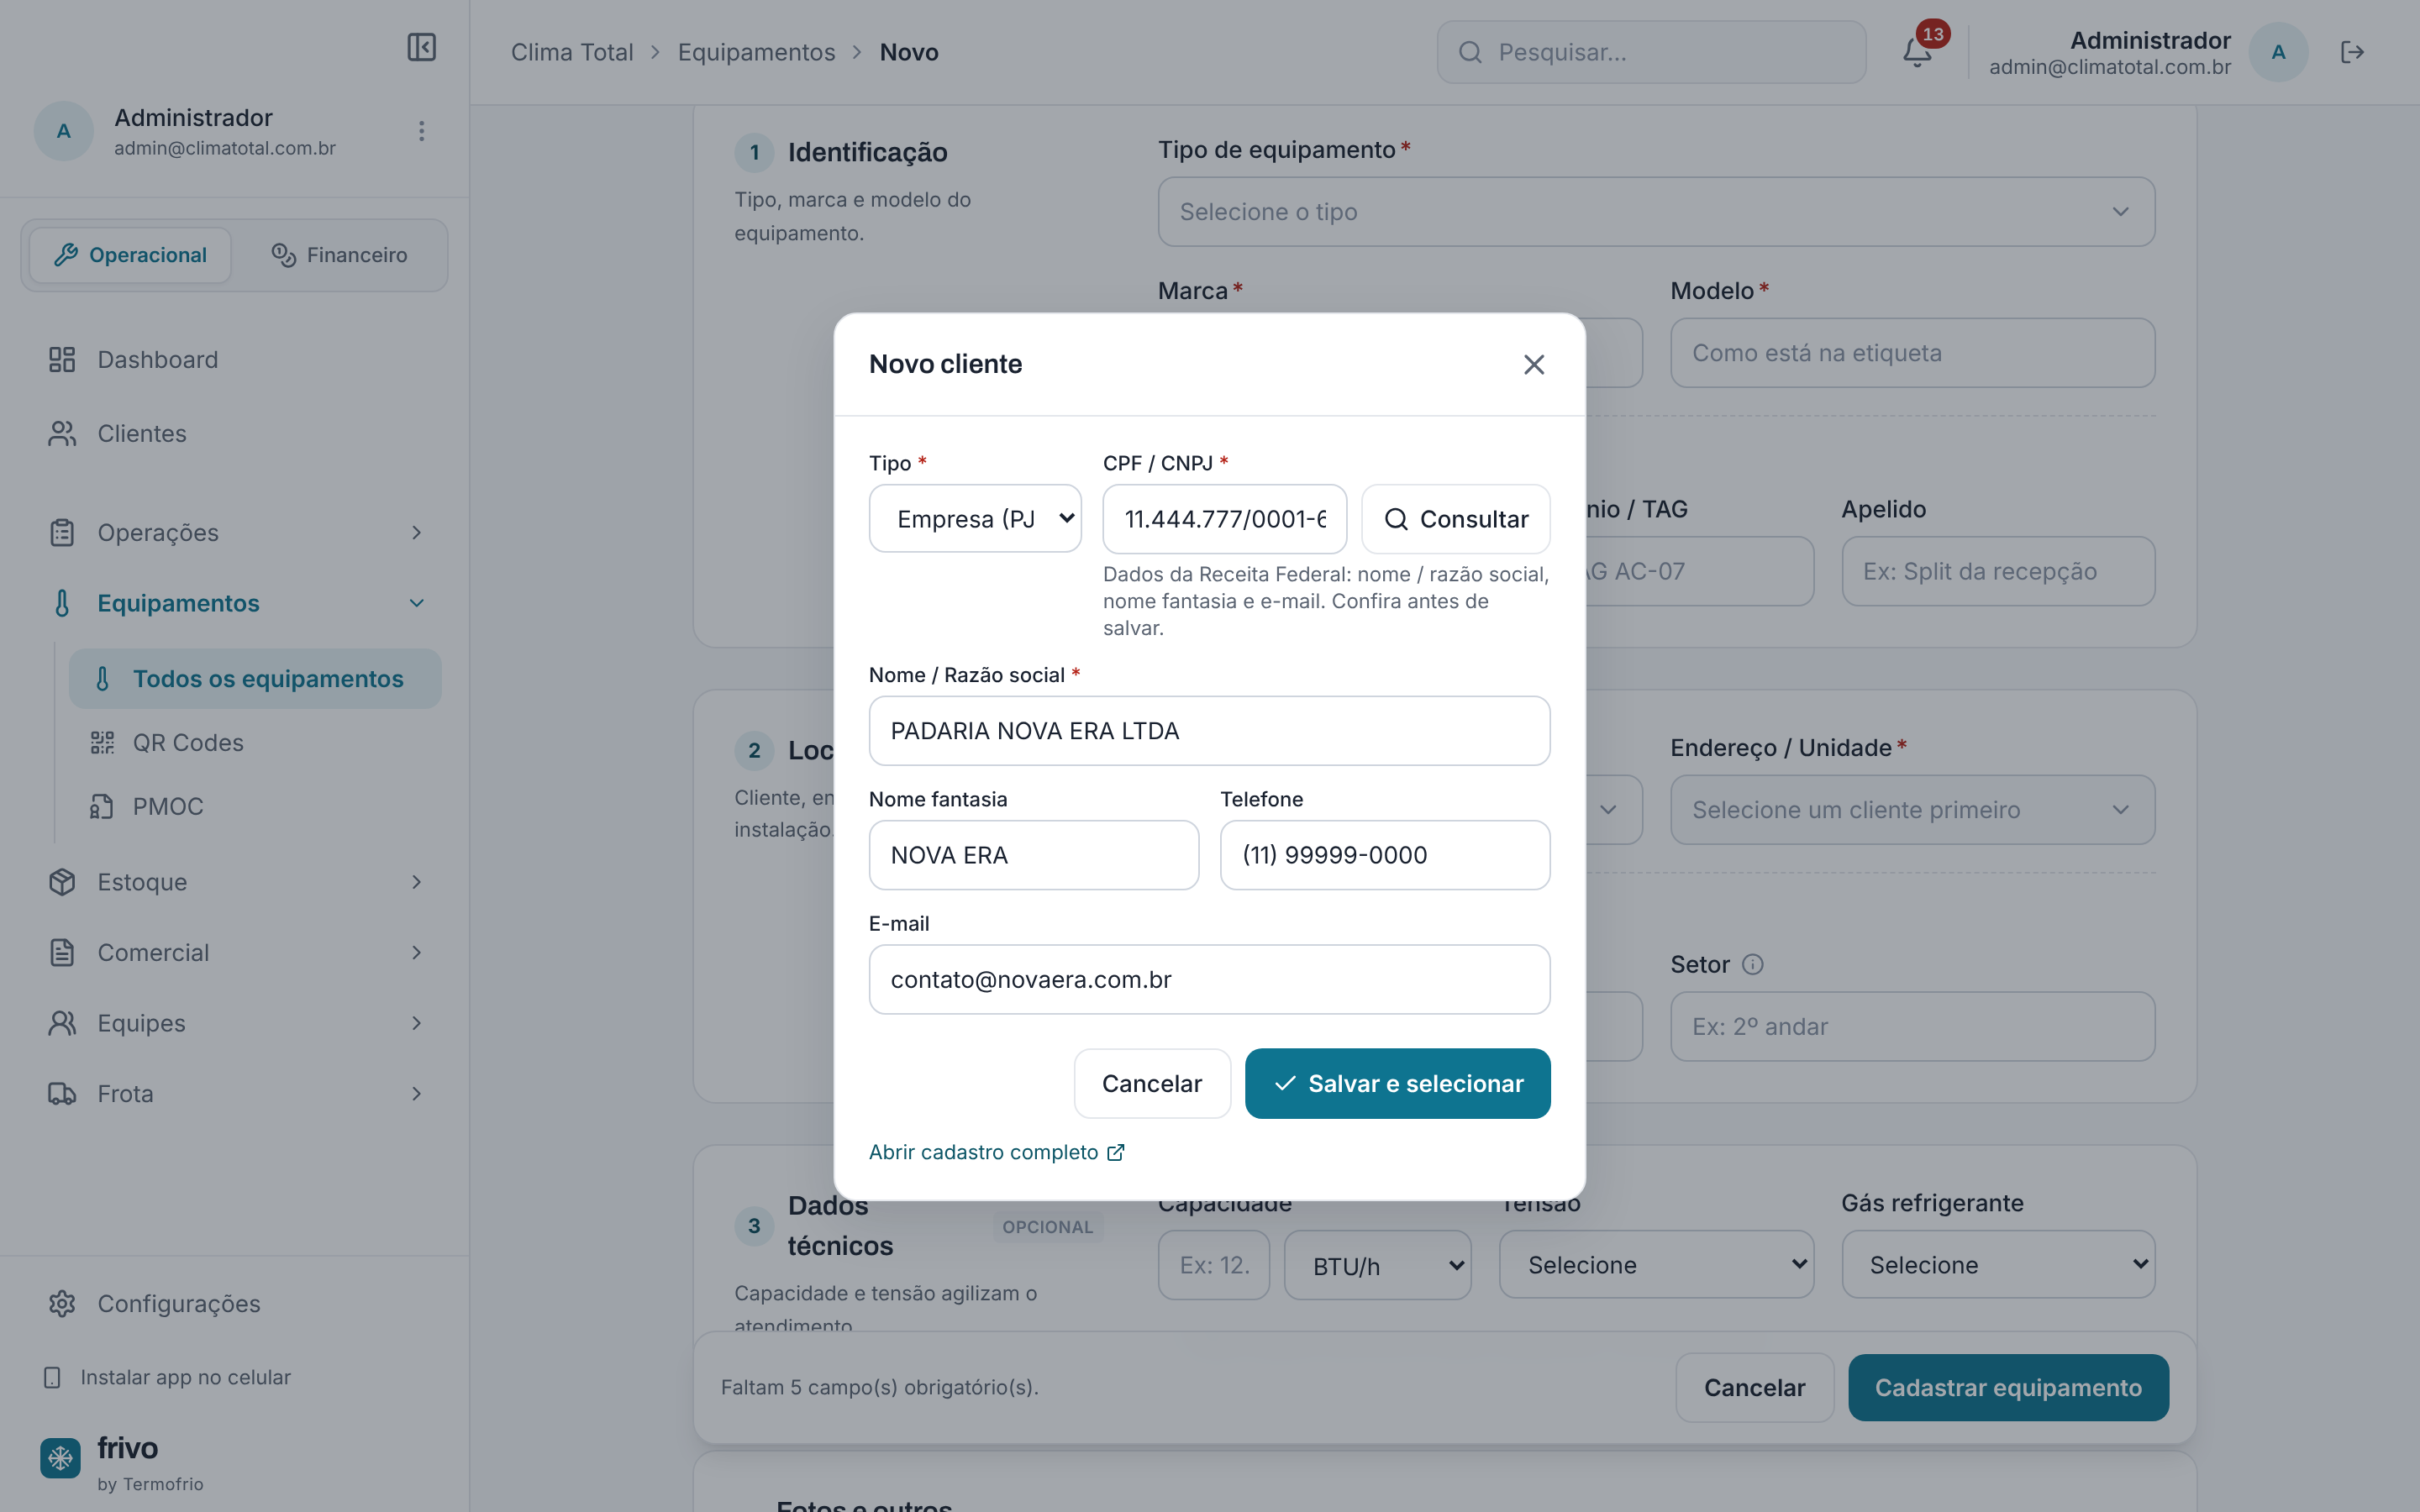 Clima Total > Equipamentos > Novo
Pesquisar...
13
Administrador
admin@climatotal.com.br
A
A
Administrador
admin@climatotal.com.br
Operacional
Financeiro
Dashboard
Clientes
Operações
Equipamentos
Todos os equipamentos
QR Codes
PMOC
Estoque
Comercial
Equipes
Frota
Configurações
Instalar app no celular
frivo
by Termofrio
1 Identificação
Tipo, marca e modelo do
equipamento.
Tipo de equipamento *
Selecione o tipo
Marca *
Modelo *
Como está na etiqueta
nio / TAG
Apelido
AG AC-07
Ex: Split da recepção
2 Loc
Cliente, en
instalação.
Endereço / Unidade *
Selecione um cliente primeiro
Setor
Ex: 2º andar
Novo cliente
Tipo *
CPF / CNPJ *
Empresa (PJ
11.444.777/0001-6
Consultar
Dados da Receita Federal: nome / razão social,
nome fantasia e e-mail. Confira antes de
salvar.
Nome / Razão social *
PADARIA NOVA ERA LTDA
Nome fantasia
Telefone
NOVA ERA
(11) 99999-0000
E-mail
contato@novaera.com.br
Cancelar
Salvar e selecionar
Abrir cadastro completo
3 Dados
técnicos
OPCIONAL
Capacidade e tensão agilizam o
atendimento
Capacidade
Tensão
Gás refrigerante
Ex: 12.
BTU/h
Selecione
Selecione
Faltam 5 campo(s) obrigatório(s).
Cancelar
Cadastrar equipamento
Fotos e outros